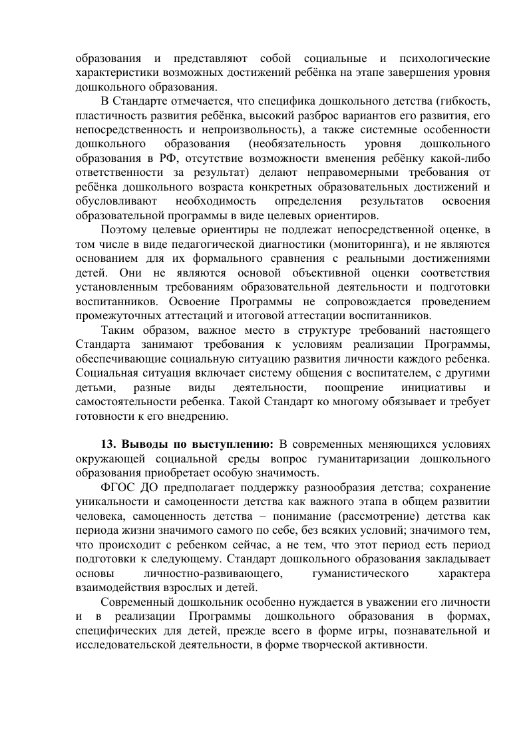 образования и представляют собой социальные и психологические
характеристики возможных достижений ребёнка на этапе завершения уровня
дошкольного образования.
В Стандарте отмечается, что специфика дошкольного детства (гибкость,
пластичность развития ребёнка, высокий разброс вариантов его развития, его
непосредственность и непроизвольность), а также системные особенности
дошкольного образования (необязательность уровня дошкольного
образования в РФ, отсутствие возможности вменения ребёнку какой-либо
ответственности за результат) делают неправомерными требования от
ребёнка дошкольного возраста конкретных образовательных достижений и
обусловливают необходимость определения результатов освоения
образовательной программы в виде целевых ориентиров.
Поэтому целевые ориентиры не подлежат непосредственной оценке, в
том числе в виде педагогической диагностики (мониторинга), и не являются
основанием для их формального сравнения с реальными достижениями
детей. Они не являются основой объективной оценки соответствия
установленным требованиям образовательной деятельности и подготовки
воспитанников. Освоение Программы не сопровождается проведением
промежуточных аттестаций и итоговой аттестации воспитанников.
Таким образом, важное место в структуре требований настоящего
Стандарта занимают требования к условиям реализации Программы,
обеспечивающие социальную ситуацию развития личности каждого ребенка.
Социальная ситуация включает систему общения с воспитателем, с другими
детьми, разные виды деятельности, поощрение инициативы и
самостоятельности ребенка. Такой Стандарт ко многому обязывает и требует
готовности к его внедрению.
13. Выводы по выступлению: В современных меняющихся условиях
окружающей социальной среды вопрос гуманитаризации дошкольного
образования приобретает особую значимость.
ФГОС ДО предполагает поддержку разнообразия детства; сохранение
уникальности и самоценности детства как важного этапа в общем развитии
человека, самоценность детства – понимание (рассмотрение) детства как
периода жизни значимого самого по себе, без всяких условий; значимого тем,
что происходит с ребенком сейчас, а не тем, что этот период есть период
подготовки к следующему. Стандарт дошкольного образования закладывает
основы личностно-развивающего, гуманистического характера
взаимодействия взрослых и детей.
Современный дошкольник особенно нуждается в уважении его личности
и в реализации Программы дошкольного образования в формах,
специфических для детей, прежде всего в форме игры, познавательной и
исследовательской деятельности, в форме творческой активности.